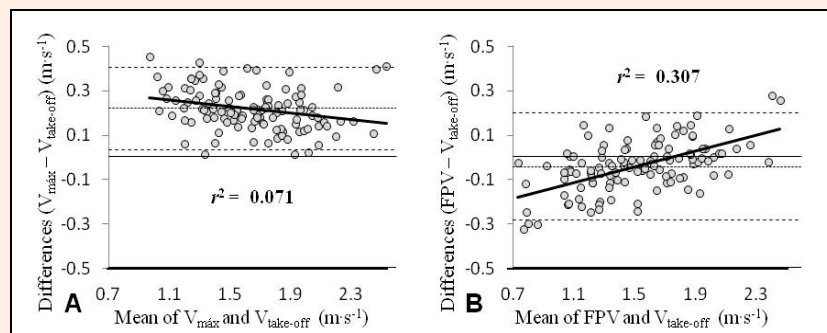 Differences (Vmáx – Vtake-off) (m·s-1)
0.5
0.3
0.1
-0.1
-0.3
-0.5
r2 = 0.071
A
0.7 1.1 1.5 1.9 2.3
Mean of Vmáx and Vtake-off (m·s-1)
Differences (FPV – Vtake-off) (m·s-1)
0.5
0.3
0.1
-0.1
-0.3
-0.5
r2 = 0.307
B
0.7 1.1 1.5 1.9 2.3
Mean of FPV and Vtake-off (m·s-1)